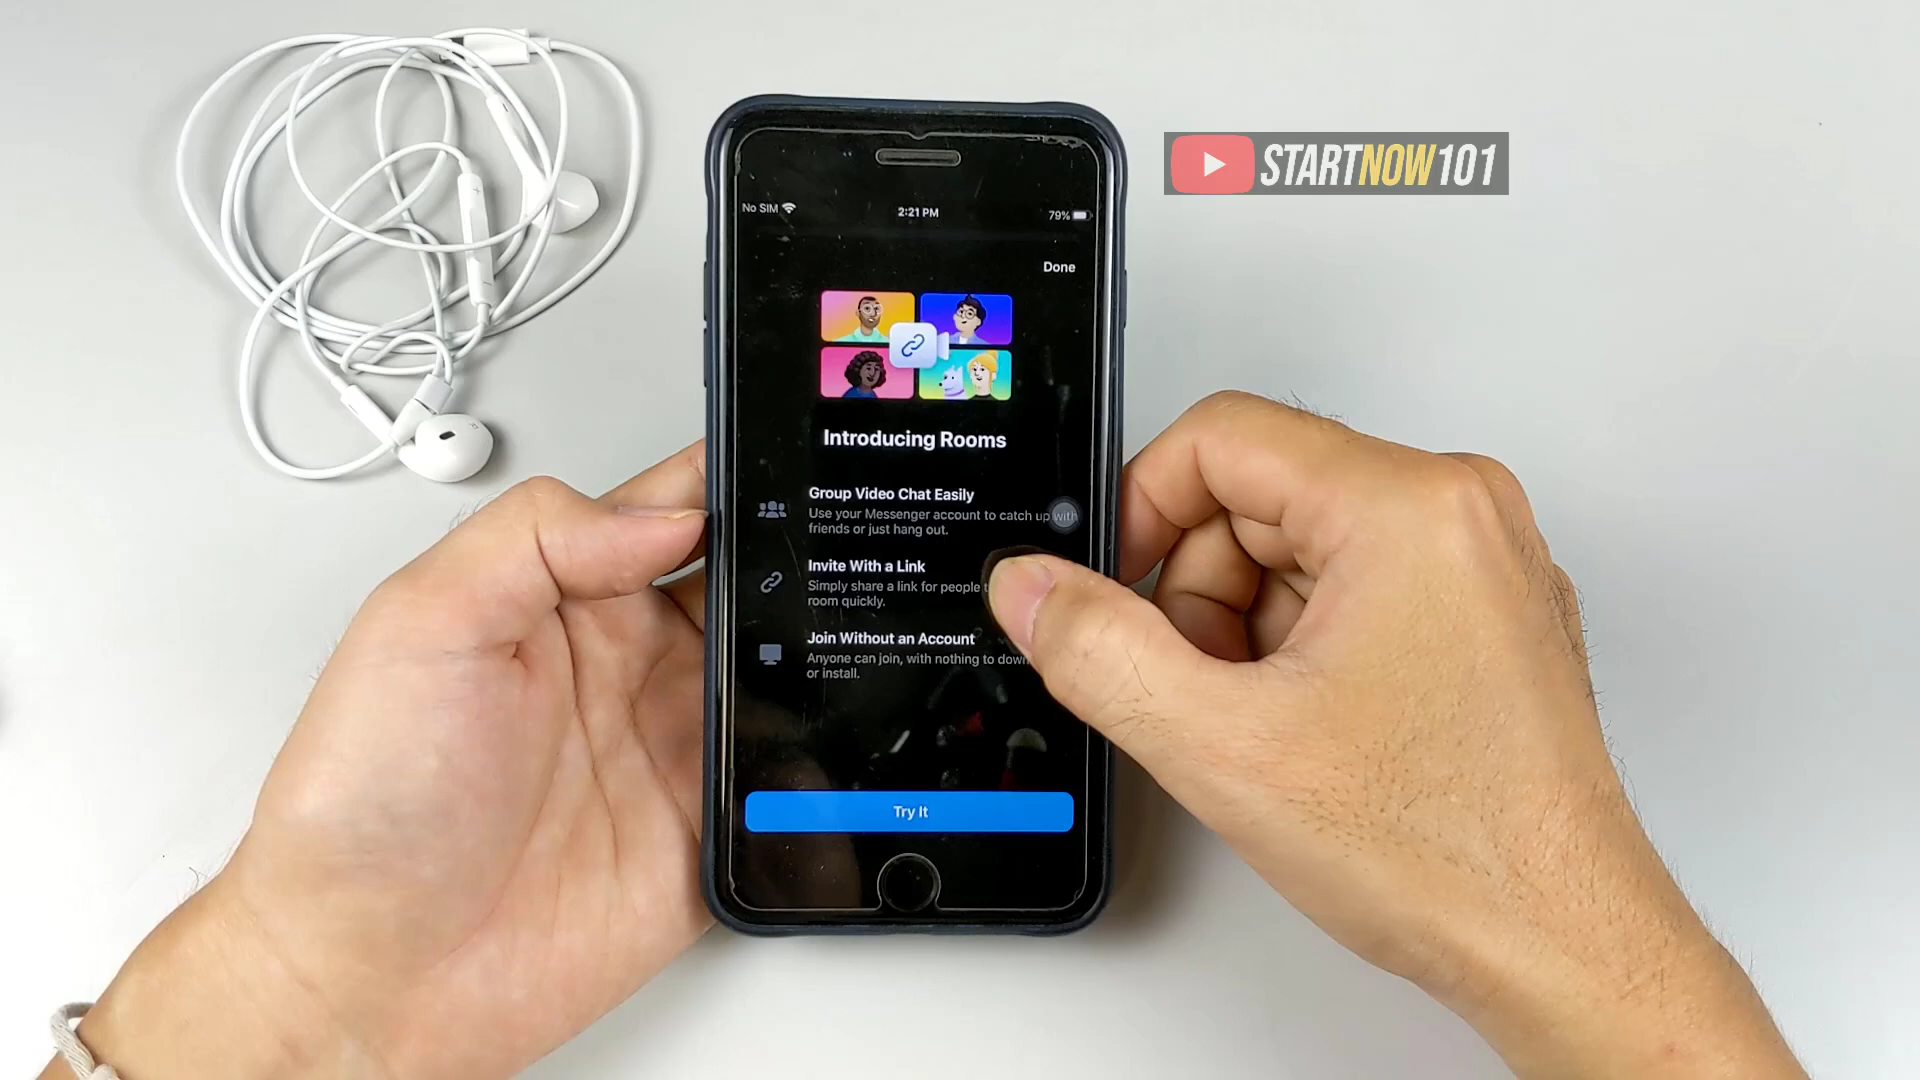 STARTNOW101
No SIM
2:21 PM
79%
Done
Introducing Rooms
Group Video Chat Easily
Use your Messenger account to catch up with
friends or just hang out.
Invite With a Link
Simply share a link for people
room quickly.
Join Without an Account
Anyone can join, with nothing to
or install.
Try It